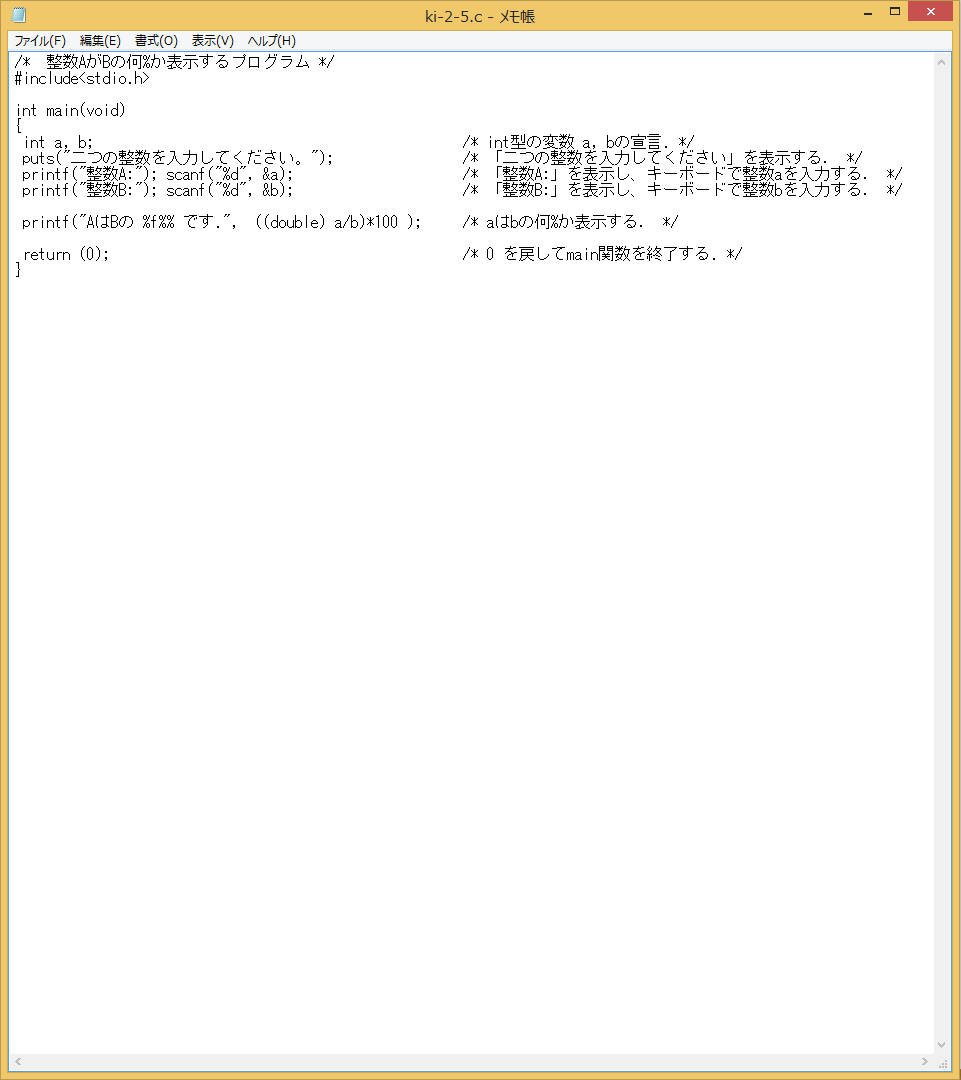 ki-2-5.c - メモ帳
ファイル(F) 編集(E) 書式(O) 表示(V) ヘルプ(H)
/*　整数AがBの何%か表示するプログラム */
#include<stdio.h>
int main(void)
{
int a, b; /* int型の変数 a, bの宣言. */
puts("二つの整数を入力してください。"); /* 「二つの整数を入力してください」を表示する． */
printf("整数A:"); scanf("%d", &a); /* 「整数A:」を表示し、キーボードで整数aを入力する． */
printf("整数B:"); scanf("%d", &b); /* 「整数B:」を表示し、キーボードで整数bを入力する． */
printf("AはBの %f%% です.", ((double) a/b)*100 ); /* aはbの何%か表示する． */
return (0); /* 0 を戻してmain関数を終了する. */
}